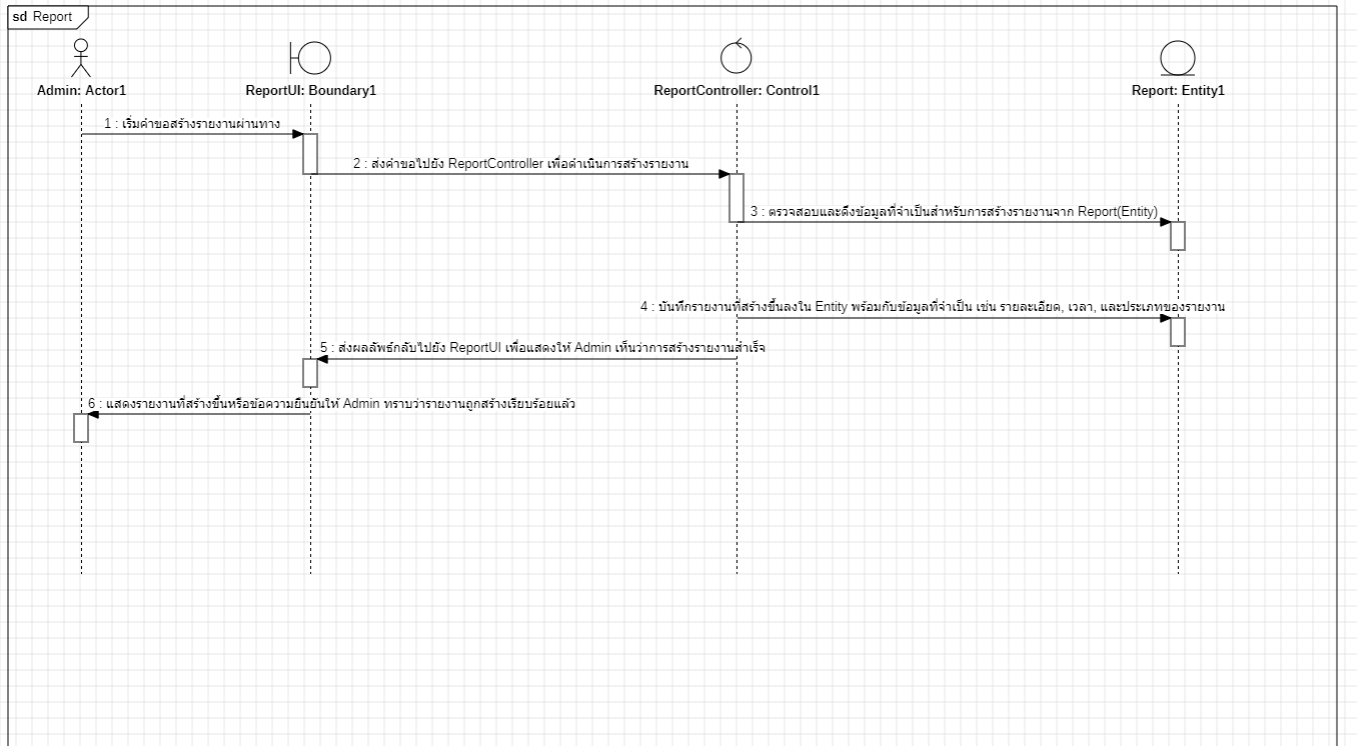 sd Report
Admin: Actor1
ReportUI: Boundary1
ReportController: Control1
Report: Entity1
1 : เริ่มคำขอสร้างรายงานผ่านทาง
2 : ส่งคำขอไปยัง ReportController เพื่อดำเนินการสร้างรายงาน
3 : ตรวจสอบและดึงข้อมูลที่จำเป็นสำหรับการสร้างรายงานจาก Report(Entity)
4 : บันทึกรายงานที่สร้างขึ้นลงใน Entity พร้อมกับข้อมูลที่จำเป็น เช่น รายละเอียด, เวลา, และประเภทของรายงาน
5 : ส่งผลลัพธ์กลับไปยัง ReportUI เพื่อแสดงให้ Admin เห็นว่าการสร้างรายงานสำเร็จ
6 : แสดงรายงานที่สร้างขึ้นหรือข้อความยืนยันให้ Admin ทราบว่ารายงานถูกสร้างเรียบร้อยแล้ว